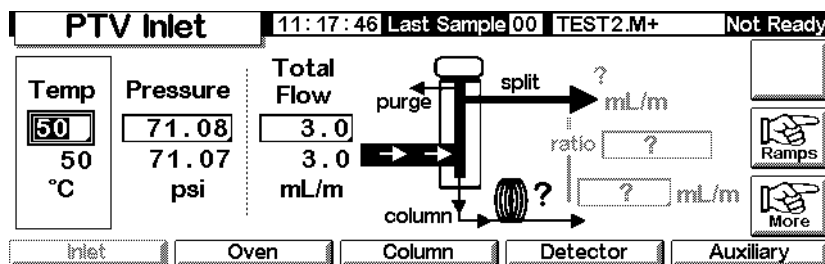 PTV Inlet 11:17:46 Last Sample 00 TEST2.M+ Not Ready
Temp
50
50
°C
Pressure
71.08
71.07
psi
Total
Flow
3.0
3.0
mL/m
purge
split
?
mL/m
ratio ?
? mL/m
column
?
Ramps
More
Inlet Oven Column Detector Auxiliary